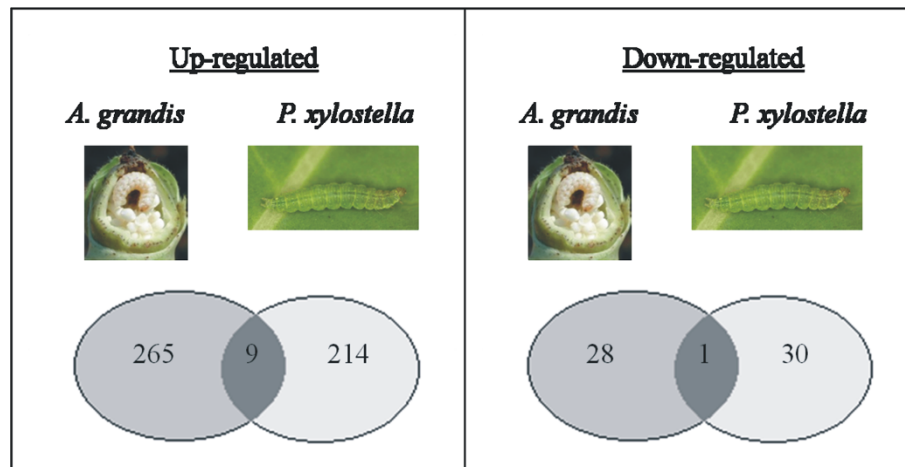 Up-regulated
A. grandis P. xylostella
265 9 214
Down-regulated
A. grandis P. xylostella
28 1 30